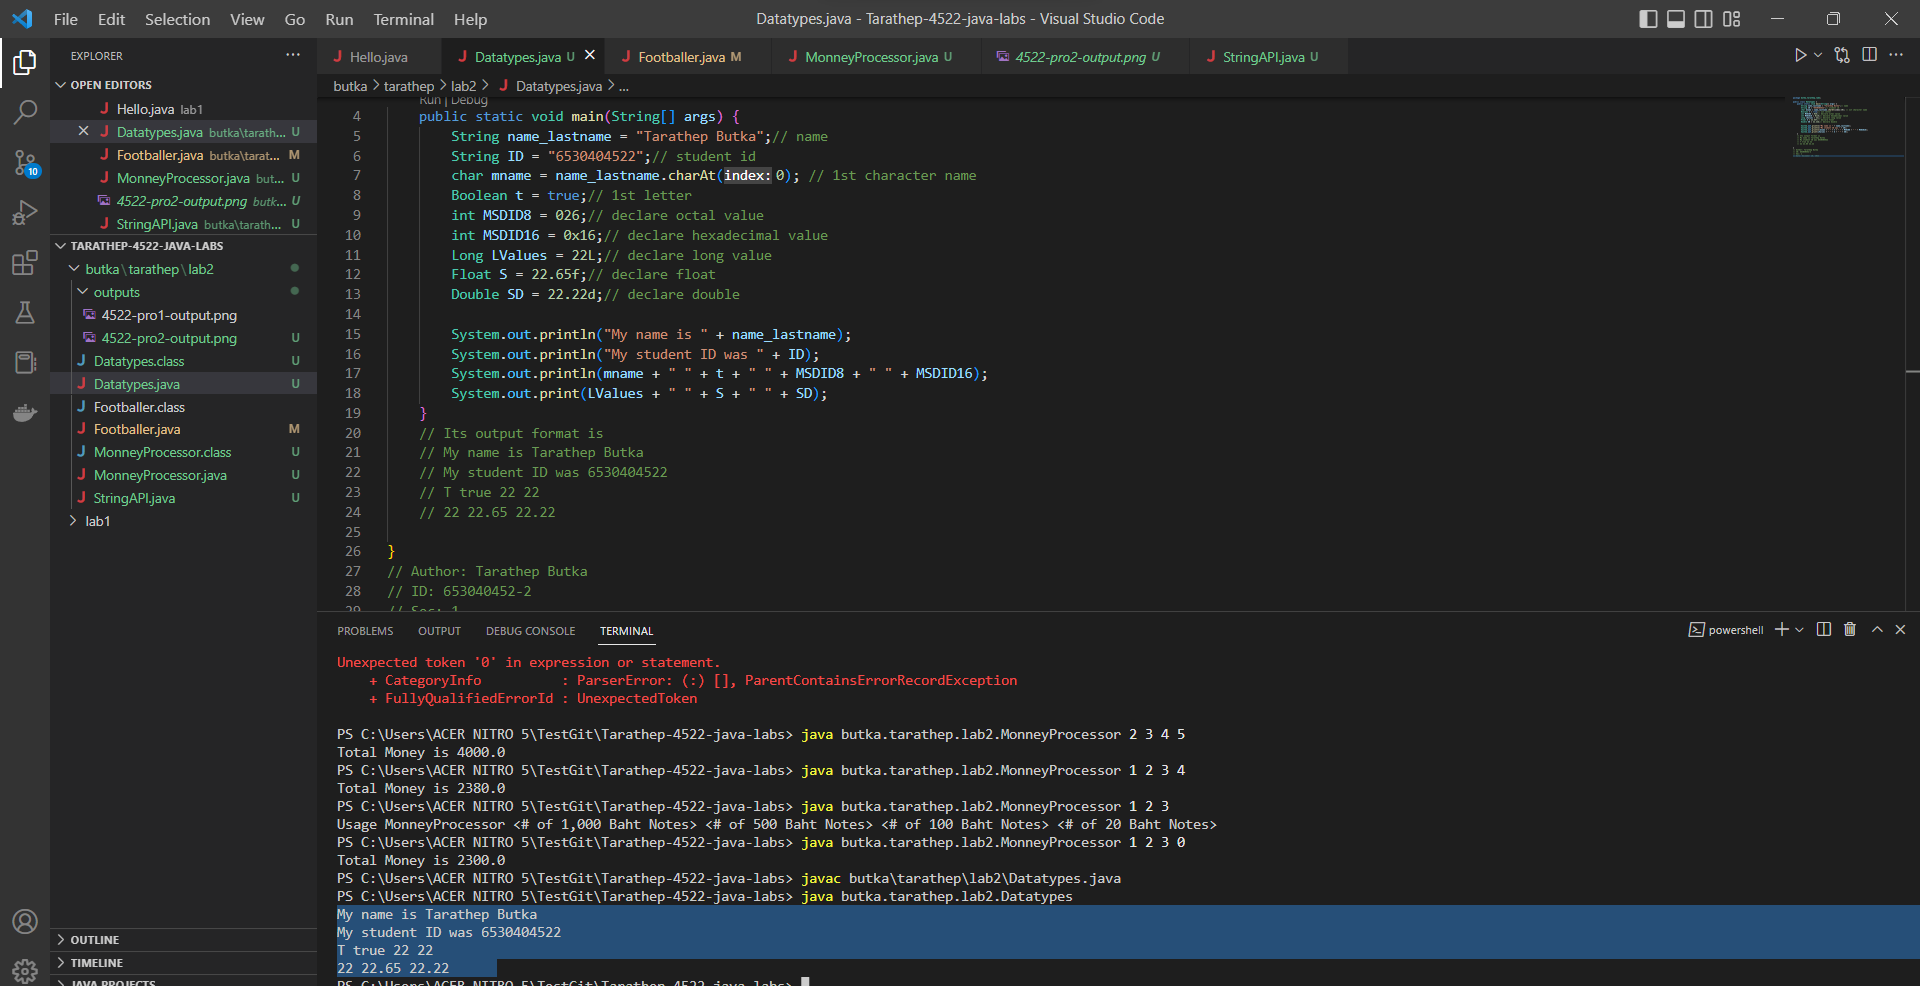 File Edit Selection View Go Run Terminal Help
Datatypes.java - Tarathep-4522-java-labs - Visual Studio Code
EXPLORER
OPEN EDITORS
Hello.java lab1
Datatypes.java butka\tarath... U
Footballer.java butka\tarat... M
MonneyProcessor.java but... U
4522-pro2-output.png butk... U
StringAPI.java butka\tarath... U
TARATHEP-4522-JAVA-LABS
butka\tarathep\lab2
outputs
4522-pro1-output.png
4522-pro2-output.png U
Datatypes.class U
Datatypes.java U
Footballer.class
Footballer.java M
MonneyProcessor.class U
MonneyProcessor.java U
StringAPI.java U
lab1
OUTLINE
TIMELINE
JAVA PROJECTS
10
Hello.java
Datatypes.java U
Footballer.java M
MonneyProcessor.java U
4522-pro2-output.png U
StringAPI.java U
butka > tarathep > lab2 > Datatypes.java > ...
Run | Debug
4 public static void main(String[] args) {
5 String name_lastname = "Tarathep Butka";// name
6 String ID = "6530404522";// student id
7 char mname = name_lastname.charAt(index:0); // 1st character name
8 Boolean t = true;// 1st letter
9 int MSDID8 = 026;// declare octal value
10 int MSDID16 = 0x16;// declare hexadecimal value
11 Long LValues = 22L;// declare long value
12 Float S = 22.65f;// declare float
13 Double SD = 22.22d;// declare double
14
15 System.out.println("My name is " + name_lastname);
16 System.out.println("My student ID was " + ID);
17 System.out.println(mname + " " + t + " " + MSDID8 + " " + MSDID16);
18 System.out.print(LValues + " " + S + " " + SD);
19 }
20 // Its output format is
21 // My name is Tarathep Butka
22 // My student ID was 6530404522
23 // T true 22 22
24 // 22 22.65 22.22
25
26 }
27 // Author: Tarathep Butka
28 // ID: 653040452-2
29 // Sec: 1
PROBLEMS OUTPUT DEBUG CONSOLE TERMINAL
powershell
Unexpected token '0' in expression or statement.
+ CategoryInfo : ParserError: (:) [], ParentContainsErrorRecordException
+ FullyQualifiedErrorId : UnexpectedToken
PS C:\Users\ACER NITRO 5\TestGit\Tarathep-4522-java-labs> java butka.tarathep.lab2.MonneyProcessor 2 3 4 5
Total Money is 4000.0
PS C:\Users\ACER NITRO 5\TestGit\Tarathep-4522-java-labs> java butka.tarathep.lab2.MonneyProcessor 1 2 3 4
Total Money is 2380.0
PS C:\Users\ACER NITRO 5\TestGit\Tarathep-4522-java-labs> java butka.tarathep.lab2.MonneyProcessor 1 2 3
Usage MonneyProcessor <# of 1,000 Baht Notes> <# of 500 Baht Notes> <# of 100 Baht Notes> <# of 20 Baht Notes>
PS C:\Users\ACER NITRO 5\TestGit\Tarathep-4522-java-labs> java butka.tarathep.lab2.MonneyProcessor 1 2 3 0
Total Money is 2300.0
PS C:\Users\ACER NITRO 5\TestGit\Tarathep-4522-java-labs> javac butka\tarathep\lab2\Datatypes.java
PS C:\Users\ACER NITRO 5\TestGit\Tarathep-4522-java-labs> java butka.tarathep.lab2.Datatypes
My name is Tarathep Butka
My student ID was 6530404522
T true 22 22
22 22.65 22.22
PS C:\Users\ACER NITRO 5\TestGit\Tarathep-4522-java-labs>